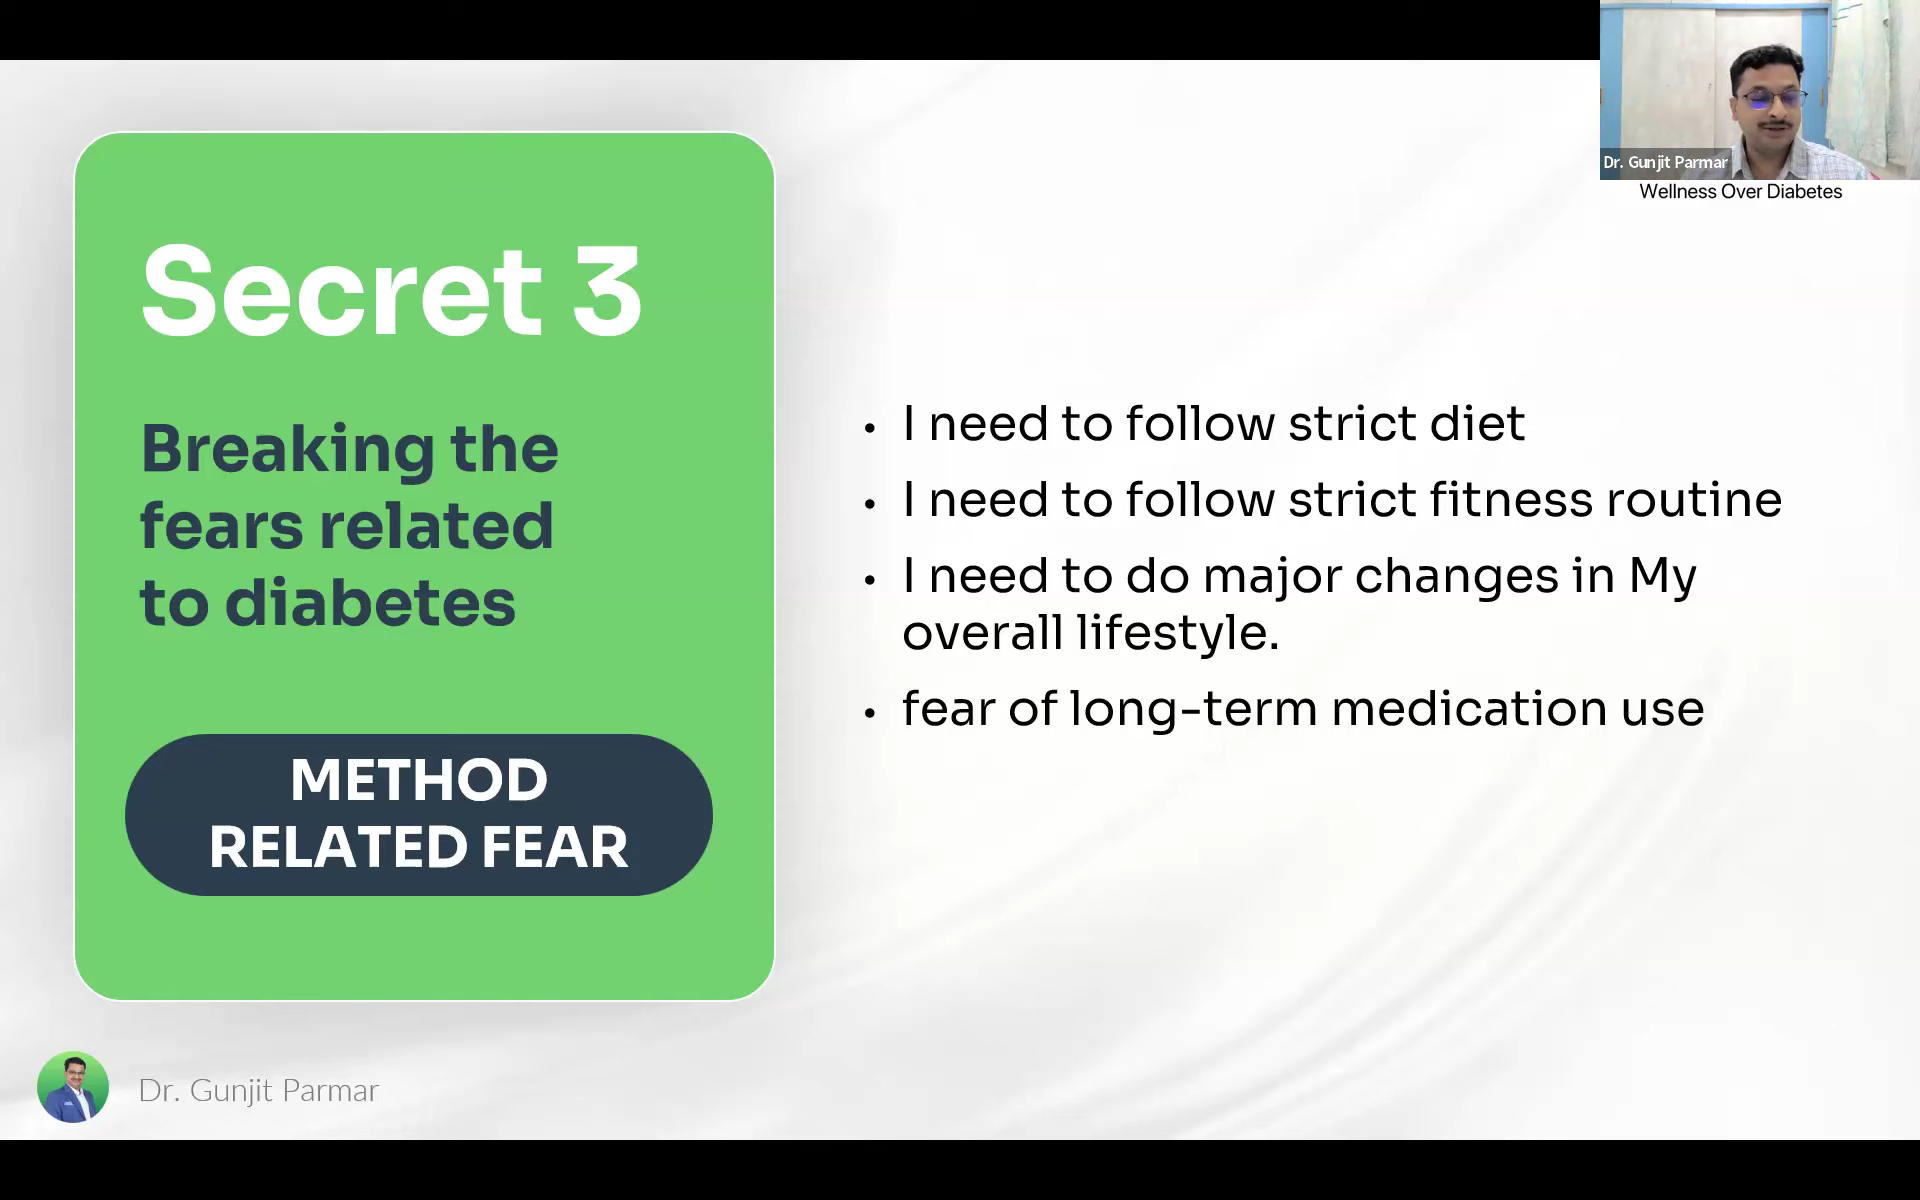 Dr. Gunjit Parmar
Wellness Over Diabetes
Secret 3
Breaking the
fears related
to diabetes
METHOD
RELATED FEAR
• I need to follow strict diet
• I need to follow strict fitness routine
• I need to do major changes in My
overall lifestyle.
• fear of long-term medication use
Dr. Gunjit Parmar